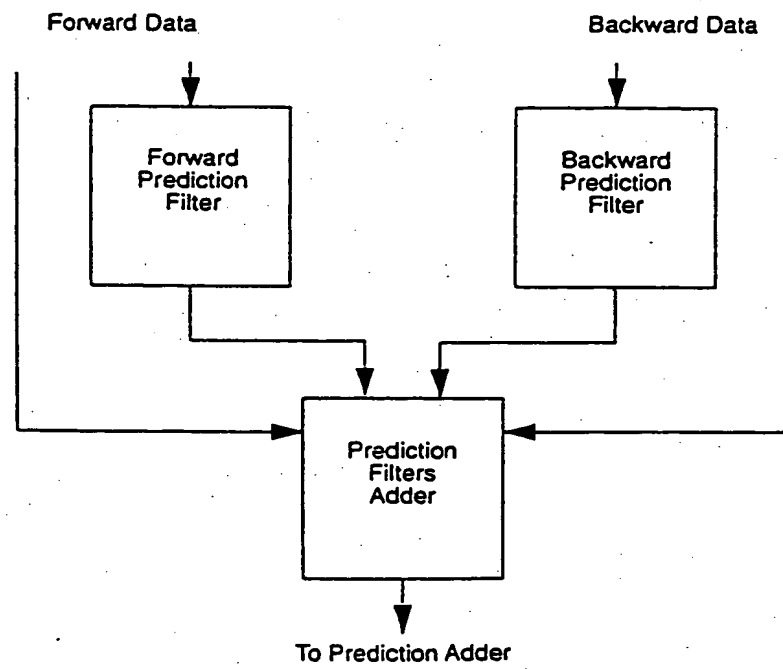 Forward Data
Backward Data
Forward
Prediction
Filter
Backward
Prediction
Filter
Prediction
Filters
Adder
To Prediction Adder